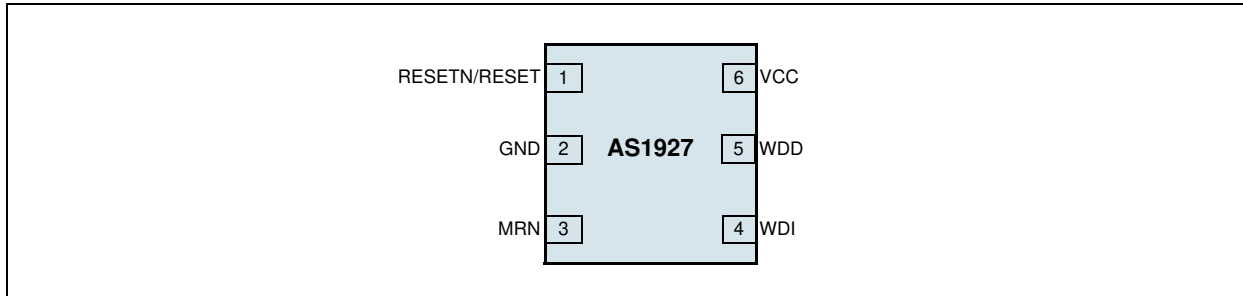 RESETN/RESET 1 6 VCC
GND 2 AS1927 5 WDD
MRN 3 4 WDI